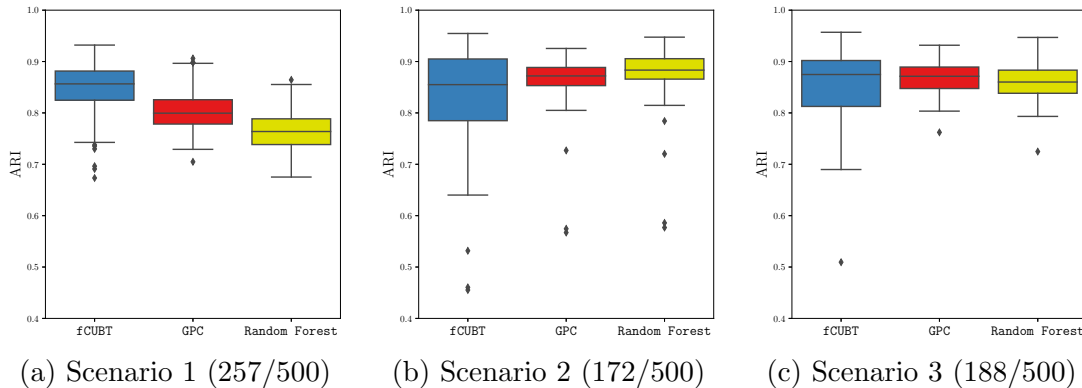 1.0
0.9
0.8
0.7
0.6
0.5
0.4
ARI
fCUBT GPC Random Forest
(a) Scenario 1 (257/500)
1.0
0.9
0.8
0.7
0.6
0.5
0.4
ARI
fCUBT GPC Random Forest
(b) Scenario 2 (172/500)
1.0
0.9
0.8
0.7
0.6
0.5
0.4
ARI
fCUBT GPC Random Forest
(c) Scenario 3 (188/500)